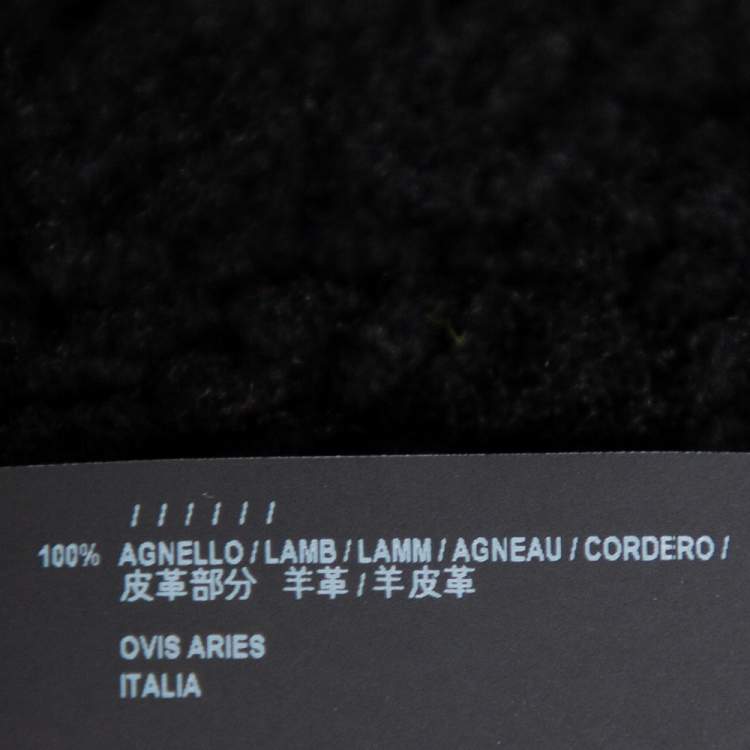 / / / / / /
100% AGNELLO / LAMB / LAMM / AGNEAU / CORDERO /
皮革部分 羊革 / 羊皮革
OVIS ARIES
ITALIA